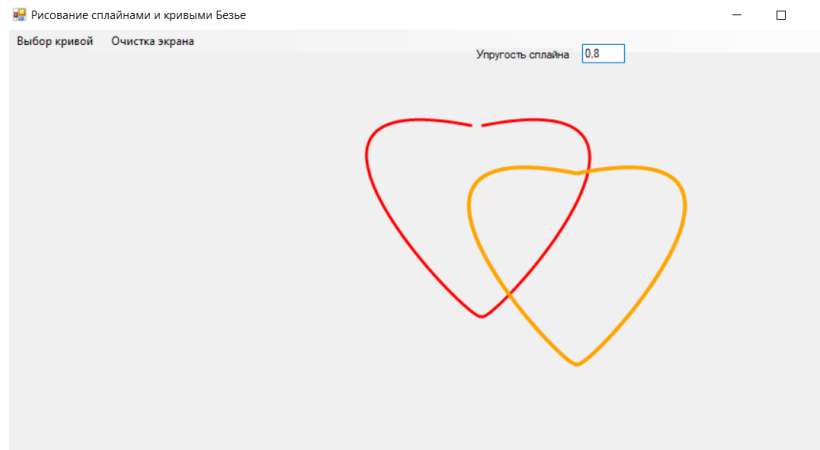 Рисование сплайнами и кривыми Безье
Выбор кривой Очистка экрана
Упругость сплайна 0,8